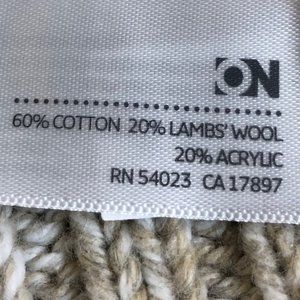 ON
60% COTTON 20% LAMBS' WOOL
20% ACRYLIC
RN 54023 CA 17897